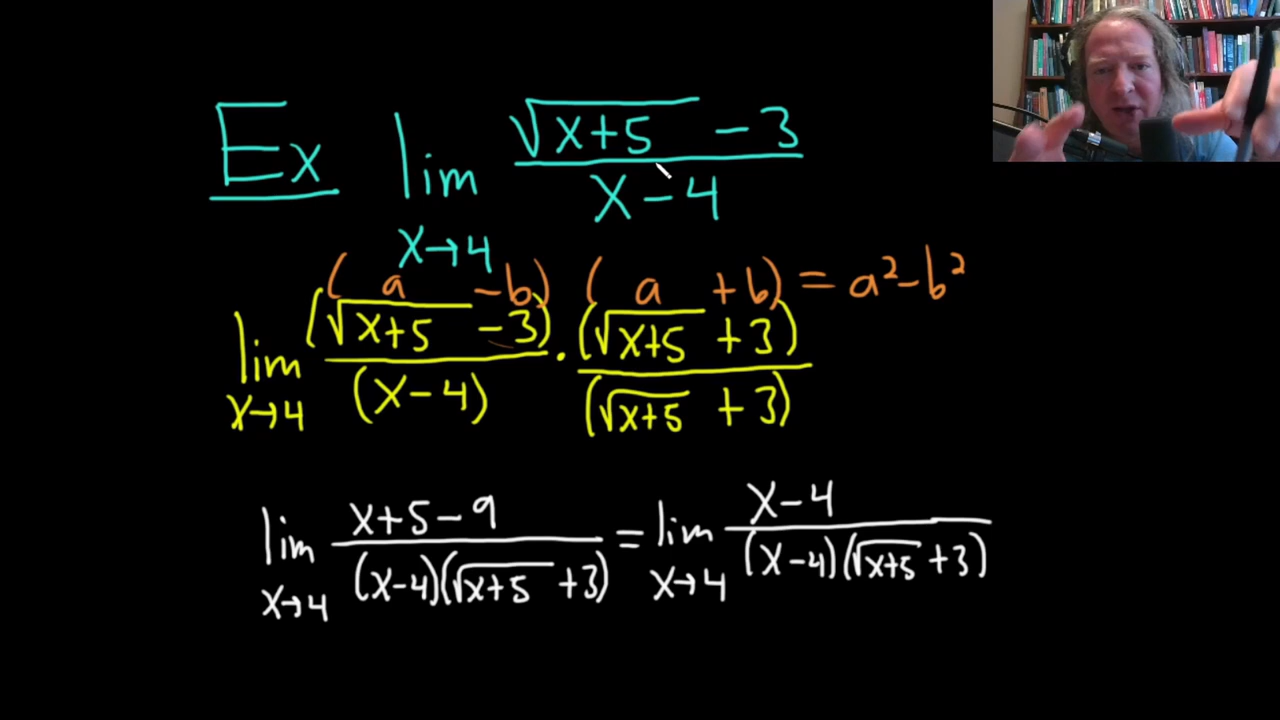 Ex lim x→4 (√(x+5) - 3)/(x-4)
(a - b) (a + b) = a² - b²
lim x→4 ((√(x+5) - 3)/(x-4)) · ((√(x+5) + 3)/(√(x+5) + 3))
lim x→4 (x+5-9)/((x-4)(√(x+5) + 3)) = lim x→4 (x-4)/((x-4)(√(x+5) + 3))